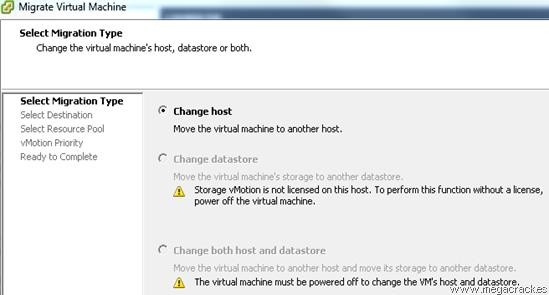 Migrate Virtual Machine
Select Migration Type
Change the virtual machine's host, datastore or both.
Select Migration Type
Select Destination
Select Resource Pool
vMotion Priority
Ready to Complete
Change host
Move the virtual machine to another host.
Change datastore
Move the virtual machine's storage to another datastore.
Storage vMotion is not licensed on this host. To perform this function without a license,
power off the virtual machine.
Change both host and datastore
Move the virtual machine to another host and move its storage to another datastore.
The virtual machine must be powered off to change the VM's host and datastore.
www.megacrack.es